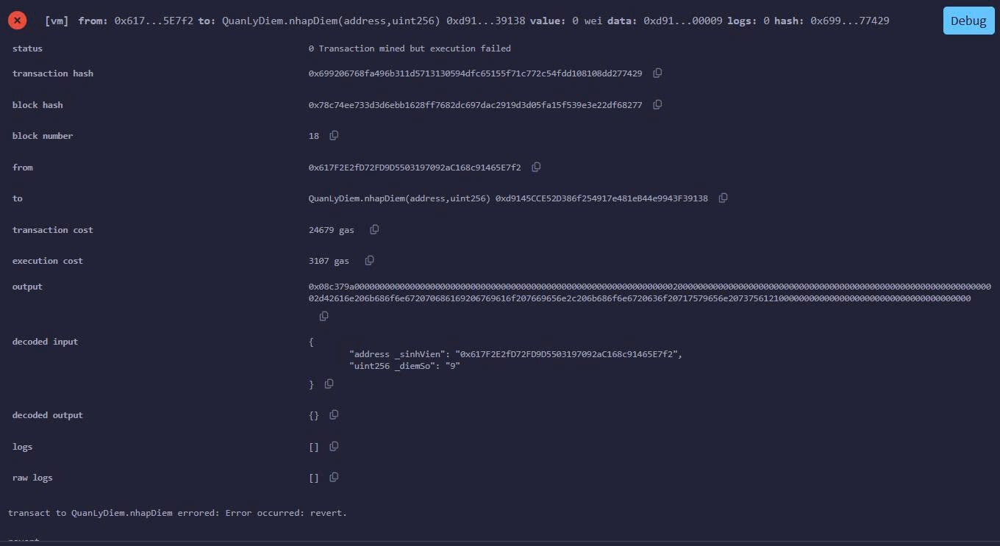 [vm] from: 0x617...5E7f2 to: QuanLyDiem.nhapDiem(address,uint256) 0xd91...39138 value: 0 wei data: 0xd91...00009 logs: 0 hash: 0x699...77429
Debug
status 0 Transaction mined but execution failed
transaction hash 0x699206768fa496b311d5713130594dfc65155f71c772c54fdd108108dd277429
block hash 0x78c74ee733d3d6ebb1628ff7682dc697dac2919d3d05fa15f539e3e22df68277
block number 18
from 0x617F2E2fD72FD9D5503197092aC168c91465E7f2
to QuanLyDiem.nhapDiem(address,uint256) 0xd9145CCE52D386f254917e481eB44e9943F39138
transaction cost 24679 gas
execution cost 3107 gas
output 0x08c379a000000000000000000000000000000000000000000000000000000000000000200000000000000000000000000000000000000000000000000000000000000
02d42616e206b686f6e672070686169206769616f207669656e2c206b686f6e6720636f20717579656e207375612100000000000000000000000000000000000000
decoded input {
"address _sinhVien": "0x617F2E2fD72FD9D5503197092aC168c91465E7f2",
"uint256 _diemSo": "9"
}
decoded output {}
logs []
raw logs []
transact to QuanLyDiem.nhapDiem errored: Error occurred: revert.